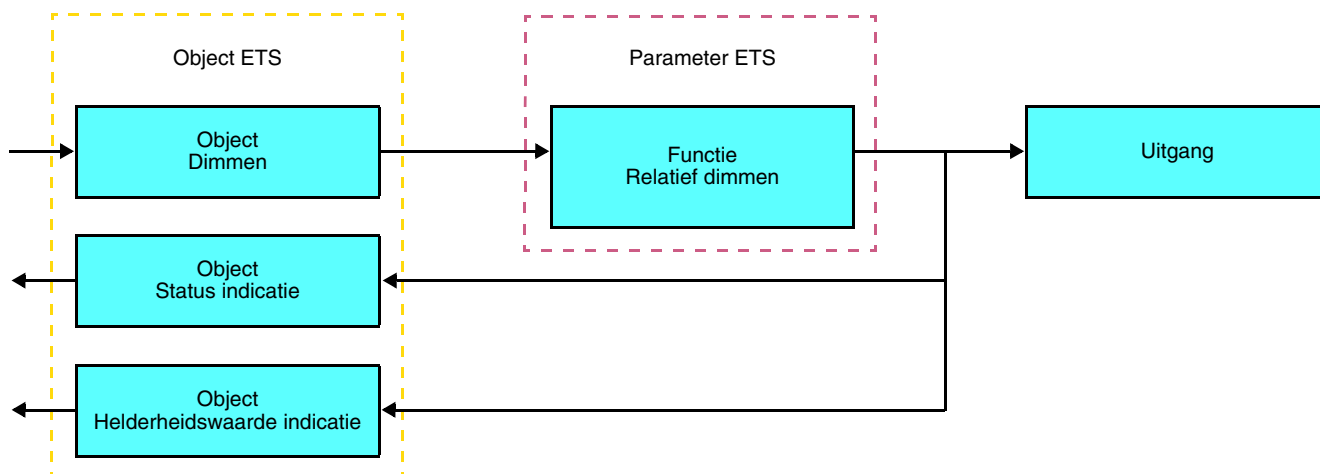 Object ETS
Parameter ETS
Object
Dimmen
Functie
Relatief dimmen
Uitgang
Object
Status indicatie
Object
Helderheidswaarde indicatie